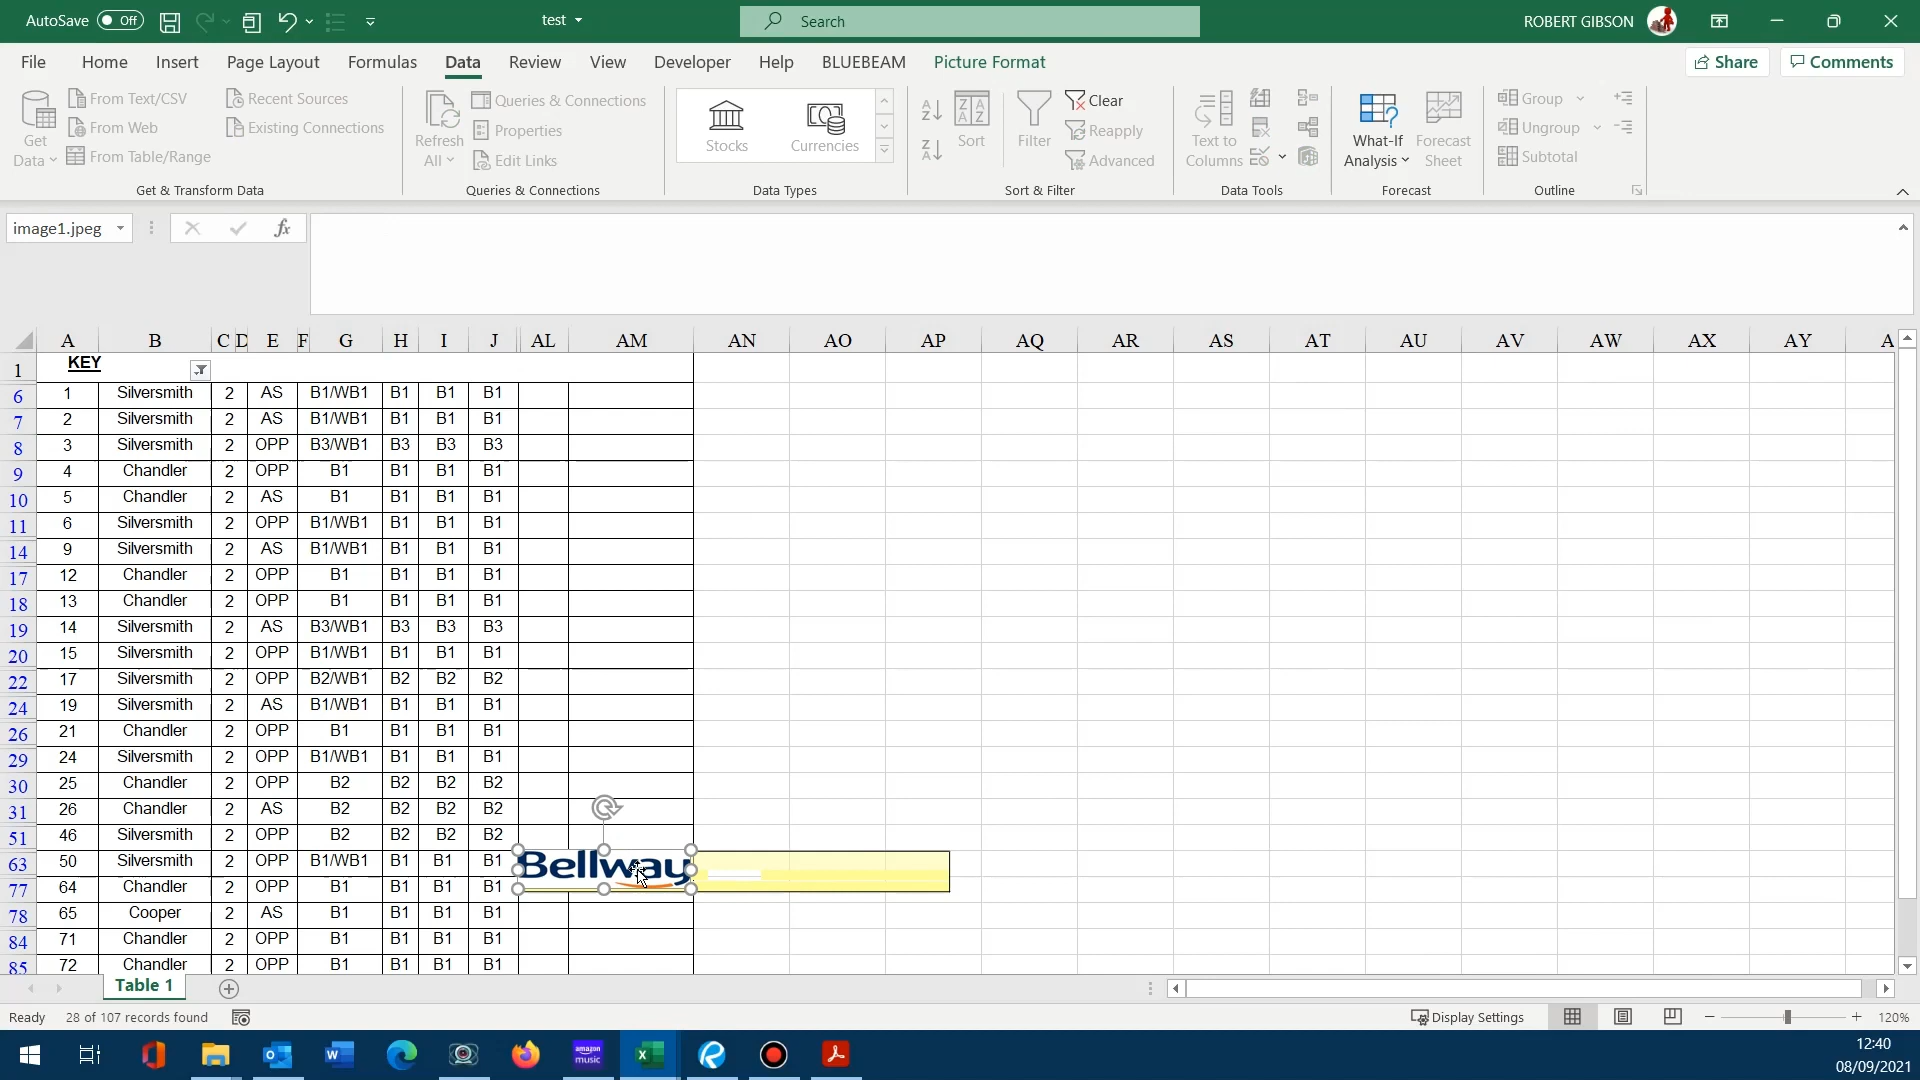 AutoSave Off test Search ROBERT GIBSON
File Home Insert Page Layout Formulas Data Review View Developer Help BLUEBEAM Picture Format Share Comments
Get Data
From Text/CSV
From Web
From Table/Range
Recent Sources
Existing Connections
Get & Transform Data
Refresh All
Queries & Connections
Properties
Edit Links
Queries & Connections
Stocks Currencies
Data Types
Sort Filter
Clear
Reapply
Advanced
Sort & Filter
Text to Columns
Data Tools
What-If Analysis
Forecast Sheet
Forecast
Group
Ungroup
Subtotal
Outline
image1.jpeg fx
A B C D E F G H I J AL AM AN AO AP AQ AR AS AT AU AV AW AX AY A
1 KEY
6 1 Silversmith 2 AS B1/WB1 B1 B1 B1
7 2 Silversmith 2 AS B1/WB1 B1 B1 B1
8 3 Silversmith 2 OPP B3/WB1 B3 B3 B3
9 4 Chandler 2 OPP B1 B1 B1 B1
10 5 Chandler 2 AS B1 B1 B1 B1
11 6 Silversmith 2 OPP B1/WB1 B1 B1 B1
14 9 Silversmith 2 AS B1/WB1 B1 B1 B1
17 12 Chandler 2 OPP B1 B1 B1 B1
18 13 Chandler 2 OPP B1 B1 B1 B1
19 14 Silversmith 2 AS B3/WB1 B3 B3 B3
20 15 Silversmith 2 OPP B1/WB1 B1 B1 B1
22 17 Silversmith 2 OPP B2/WB1 B2 B2 B2
24 19 Silversmith 2 AS B1/WB1 B1 B1 B1
26 21 Chandler 2 OPP B1 B1 B1 B1
29 24 Silversmith 2 OPP B1/WB1 B1 B1 B1
30 25 Chandler 2 OPP B2 B2 B2 B2
31 26 Chandler 2 AS B2 B2 B2 B2
51 46 Silversmith 2 OPP B2 B2 B2 B2
63 50 Silversmith 2 OPP B1/WB1 B1 B1 B1 Bellway
77 64 Chandler 2 OPP B1 B1 B1 B1
78 65 Cooper 2 AS B1 B1 B1 B1
84 71 Chandler 2 OPP B1 B1 B1 B1
85 72 Chandler 2 OPP B1 B1 B1 B1
Table 1
Ready 28 of 107 records found Display Settings 120%
amazon music
12:40
08/09/2021